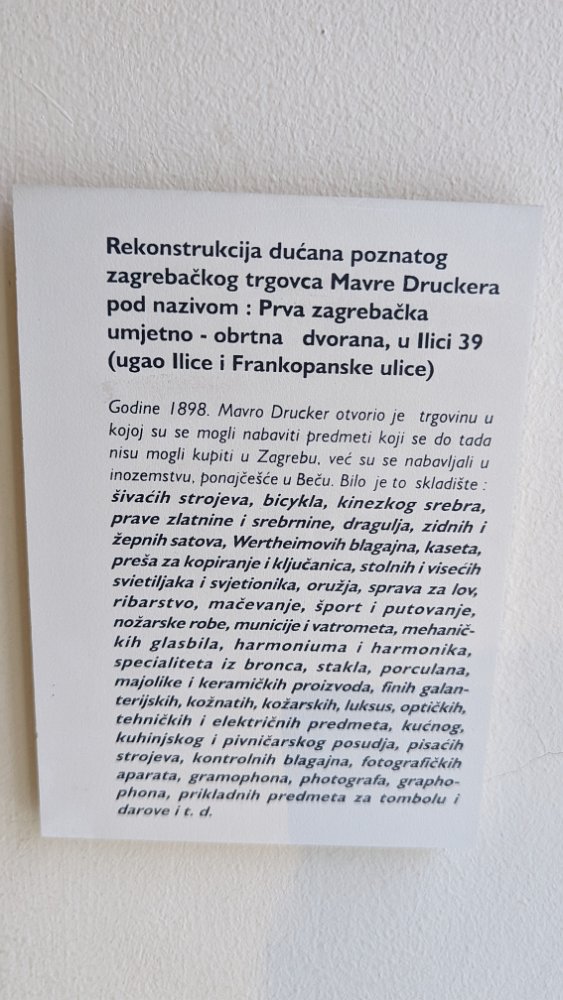 Rekonstrukcija dućana poznatog
zagrebačkog trgovca Mavre Druckera
pod nazivom : Prva zagrebačka
umjetno - obrtna dvorana, u Ilici 39
(ugao Ilice i Frankopanske ulice)
Godine 1898. Mavro Drucker otvorio je trgovinu u
kojoj su se mogli nabaviti predmeti koji se do tada
nisu mogli kupiti u Zagrebu, već su se nabavljali u
inozemstvu, ponajčešće u Beču. Bilo je to skladište :
šivaćih strojeva, bicykla, kinezkog srebra,
prave zlatnine i srebrnine, dragulja, zidnih i
žepnih satova, Wertheimovih blagajna, kaseta,
preša za kopiranje i ključanica, stolnih i visećih
svietiljaka i svjetionika, oružja, sprava za lov,
ribarstvo, mačevanje, šport i putovanje,
nožarske robe, municije i vatrometa, mehanič-
kih glasbila, harmoniuma i harmonika,
specialiteta iz bronca, stakla, porculana,
majolike i keramičkih proizvoda, finih galan-
terijskih, kožnatih, kožarskih, luksus, optičkih,
tehničkih i električnih predmeta, kućnog,
kuhinjskog i pivničarskog posudja, pisaćih
strojeva, kontrolnih blagajna, fotografičkih
aparata, gramophona, photografa, grapho-
phona, prikladnih predmeta za tombolu i
darove i t. d.